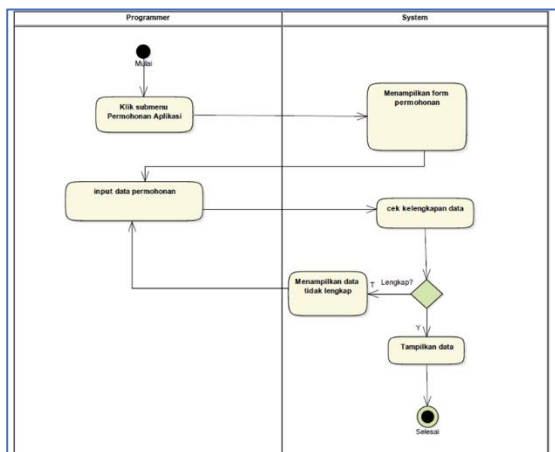 Programmer
System
Mulai
Klik submenu
Permohonan Aplikasi
Menampilkan form
permohonan
input data permohonan
cek kelengkapan data
Menampilkan data
tidak lengkap
T
Lengkap?
Y
Tampilkan data
Selesai